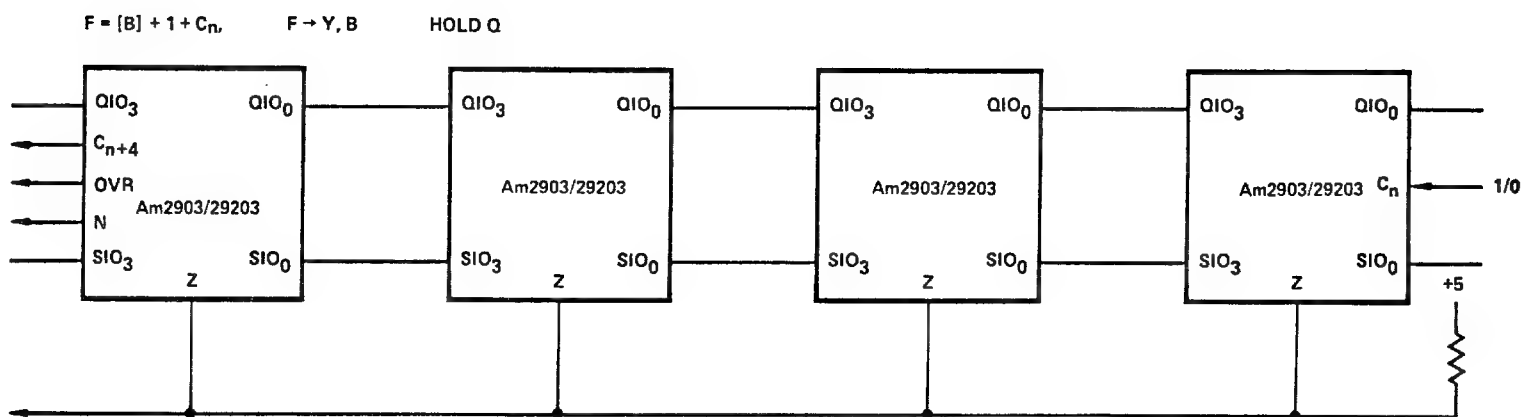 F = [B] + 1 + Cn,    F → Y, B    HOLD Q
QIO3    QIO0    QIO3    QIO0    QIO3    QIO0    QIO3    QIO0
Cn+4
OVR    Am2903/29203    Am2903/29203    Am2903/29203    Cn    1/0
N    Am2903/29203
SIO3    SIO0    SIO3    SIO0    SIO3    SIO0    SIO3    SIO0
Z    Z    Z    Z    +5